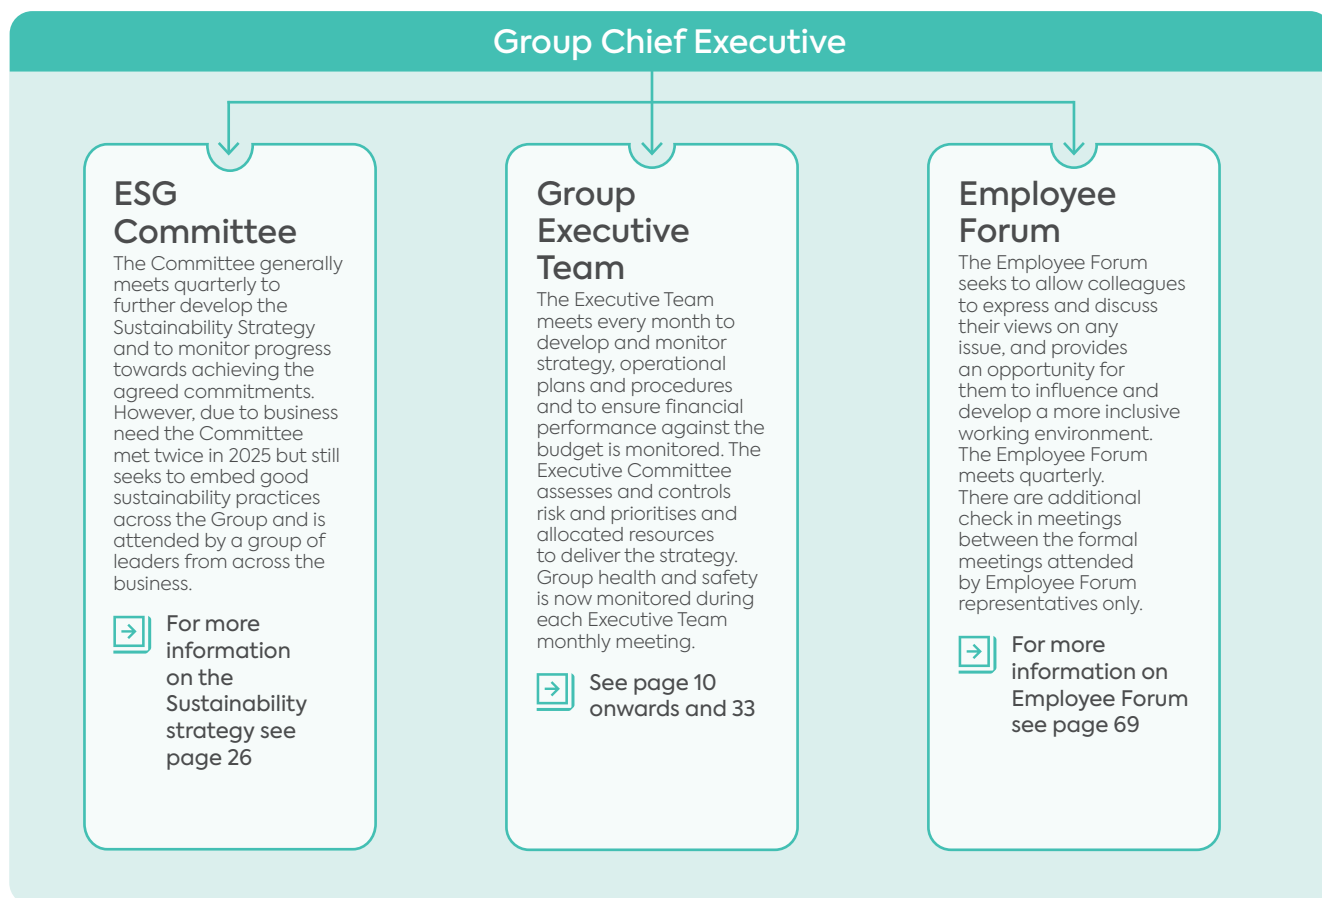 Group Chief Executive
ESG
Committee
The Committee generally
meets quarterly to
further develop the
Sustainability Strategy
and to monitor progress
towards achieving the
agreed commitments.
However, due to business
need the Committee
met twice in 2025 but still
seeks to embed good
sustainability practices
across the Group and is
attended by a group of
leaders from across the
business.
For more
information
on the
Sustainability
strategy see
page 26
Group
Executive
Team
The Executive Team
meets every month to
develop and monitor
strategy, operational
plans and procedures
and to ensure financial
performance against the
budget is monitored. The
Executive Committee
assesses and controls
risk and prioritises and
allocated resources
to deliver the strategy.
Group health and safety
is now monitored during
each Executive Team
monthly meeting.
See page 10
onwards and 33
Employee
Forum
The Employee Forum
seeks to allow colleagues
to express and discuss
their views on any
issue, and provides
an opportunity for
them to influence and
develop a more inclusive
working environment.
The Employee Forum
meets quarterly.
There are additional
check in meetings
between the formal
meetings attended
by Employee Forum
representatives only.
For more
information on
Employee Forum
see page 69